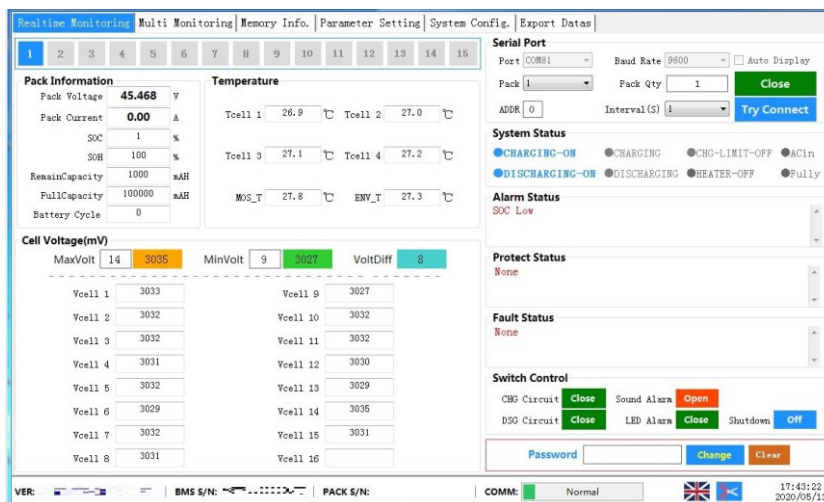 Realtime Monitoring Multi Monitoring Memory Info. Parameter Setting System Config. Export Datas
1 2 3 4 5 6 7 8 9 10 11 12 13 14 15
Pack Information
Pack Voltage 45.468 V
Pack Current 0.00 A
SOC 1 %
SOH 100 %
RemainCapacity 1000 mAH
FullCapacity 100000 mAH
Battery Cycle 0
Temperature
Tcell 1 26.9 ℃ Tcell 2 27.0 ℃
Tcell 3 27.1 ℃ Tcell 4 27.2 ℃
MOS_T 27.8 ℃ ENV_T 27.3 ℃
Cell Voltage(mV)
MaxVolt 14 3035 MinVolt 9 3027 VoltDiff 8
Vcell 1 3033 Vcell 9 3027
Vcell 2 3032 Vcell 10 3032
Vcell 3 3032 Vcell 11 3032
Vcell 4 3031 Vcell 12 3030
Vcell 5 3032 Vcell 13 3029
Vcell 6 3029 Vcell 14 3035
Vcell 7 3032 Vcell 15 3031
Vcell 8 3031 Vcell 16
Serial Port
Port COM81 Baud Rate 9600 Auto Display
Pack 1 Pack Qty 1 Close
ADDR 0 Interval(S) 1 Try Connect
System Status
CHARGING-ON CHARGING CHG-LIMIT-OFF ACin
DISCHARGING-ON DISCHARGING HEATER-OFF Fully
Alarm Status
SOC Low
Protect Status
None
Fault Status
None
Switch Control
CHG Circuit Close Sound Alarm Open
DSG Circuit Close LED Alarm Close Shutdown Off
Password Change Clear
VER: BMS S/N: PACK S/N: COMM: Normal
17:43:22
2020/05/13